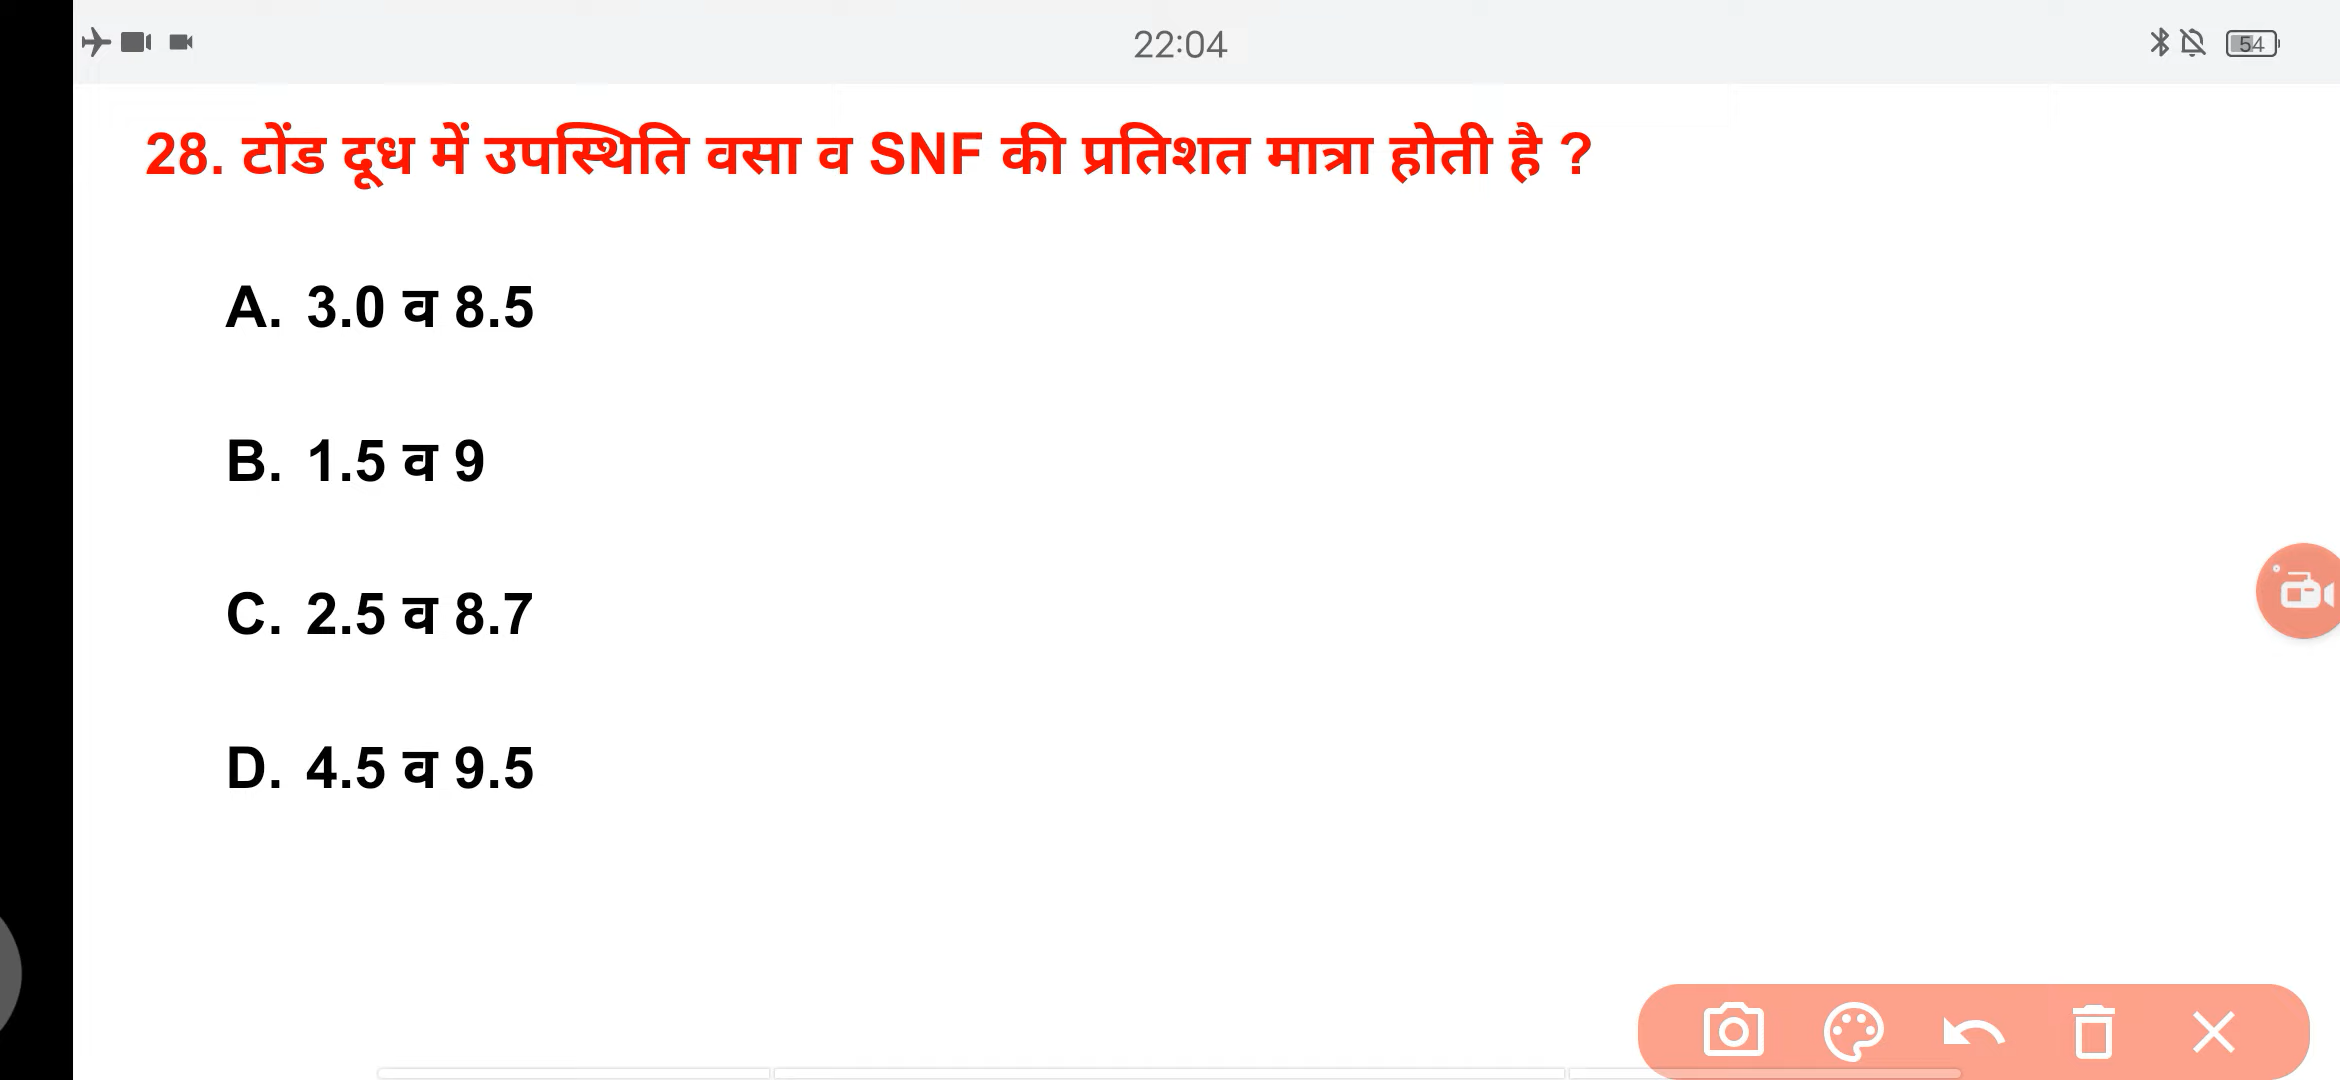 22:04
54
28. टोंड दूध में उपस्थिति वसा व SNF की प्रतिशत मात्रा होती है ?
A. 3.0 व 8.5
B. 1.5 व 9
C. 2.5 व 8.7
D. 4.5 व 9.5